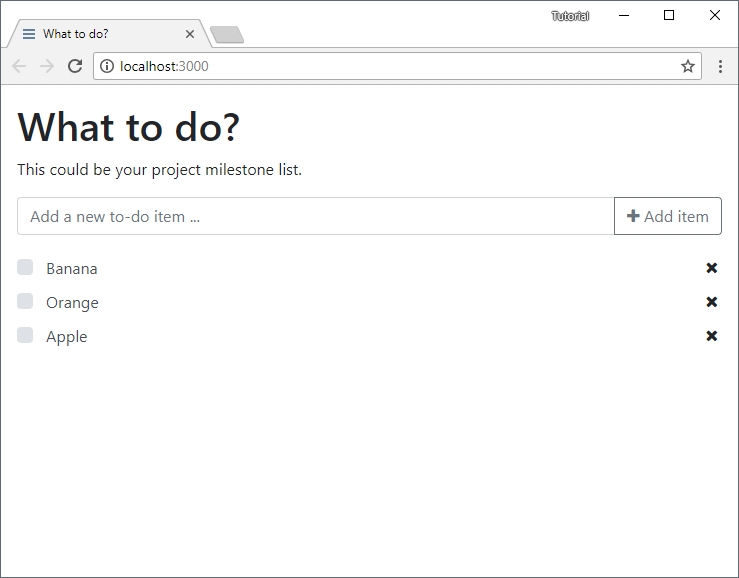 Tutorial
What to do?
localhost:3000
What to do?
This could be your project milestone list.
Add a new to-do item ...
Add item
Banana
Orange
Apple